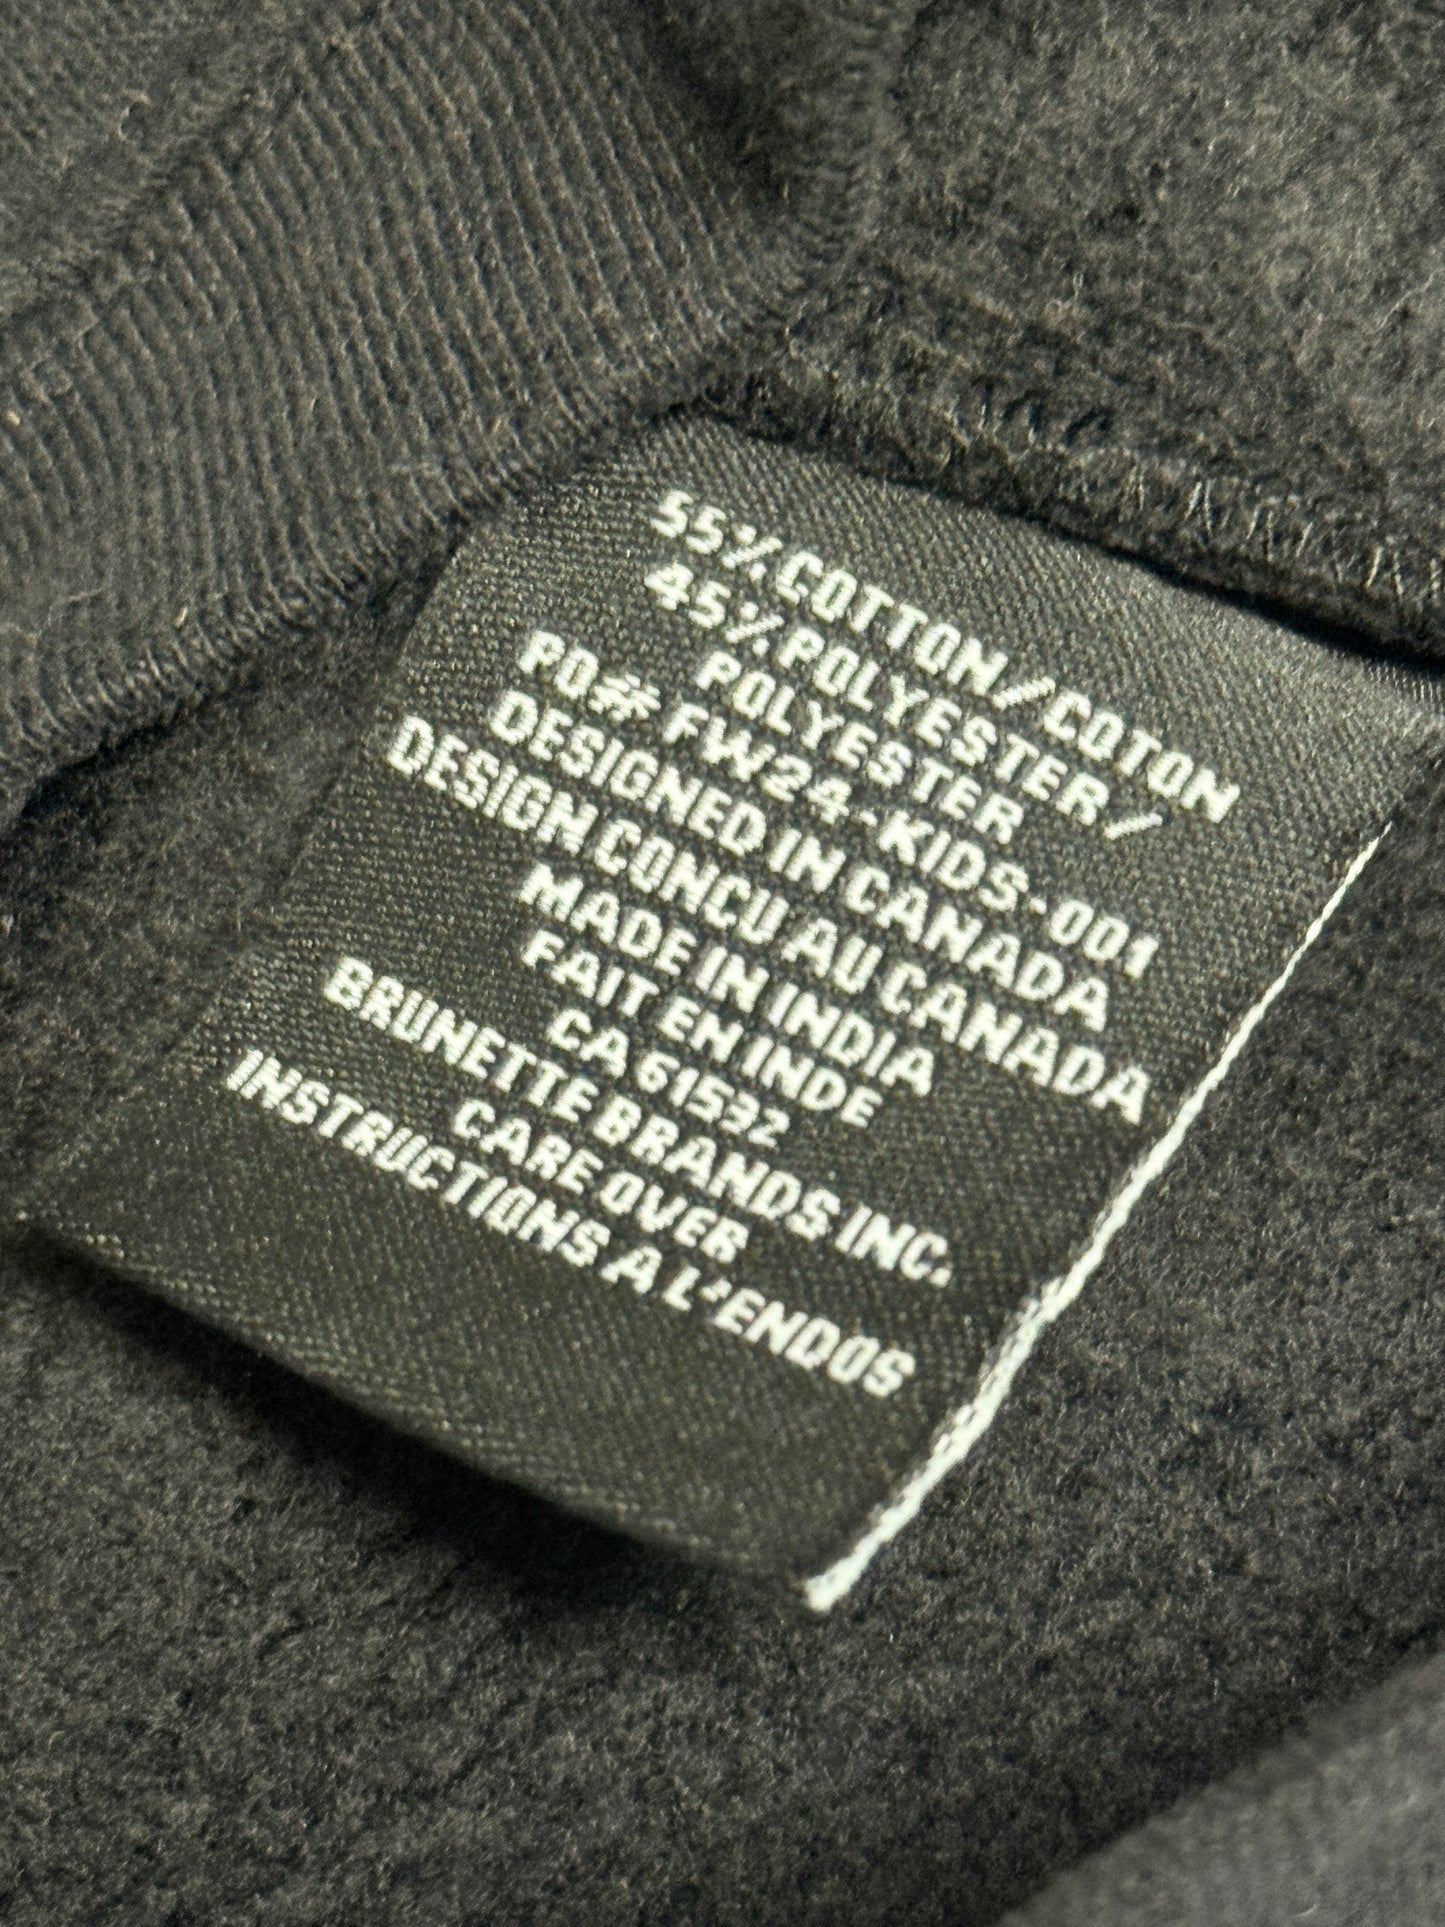 55% COTTON/COTON
45% POLYESTER/
POLYESTER
PO# FW24-KIDS-001
DESIGNED IN CANADA
DESIGN CONCU AU CANADA
MADE IN INDIA
FAIT EN INDE
CA 61592
BRUNETTE BRANDS INC.
CARE OVER
INSTRUCTIONS A L'ENDOS